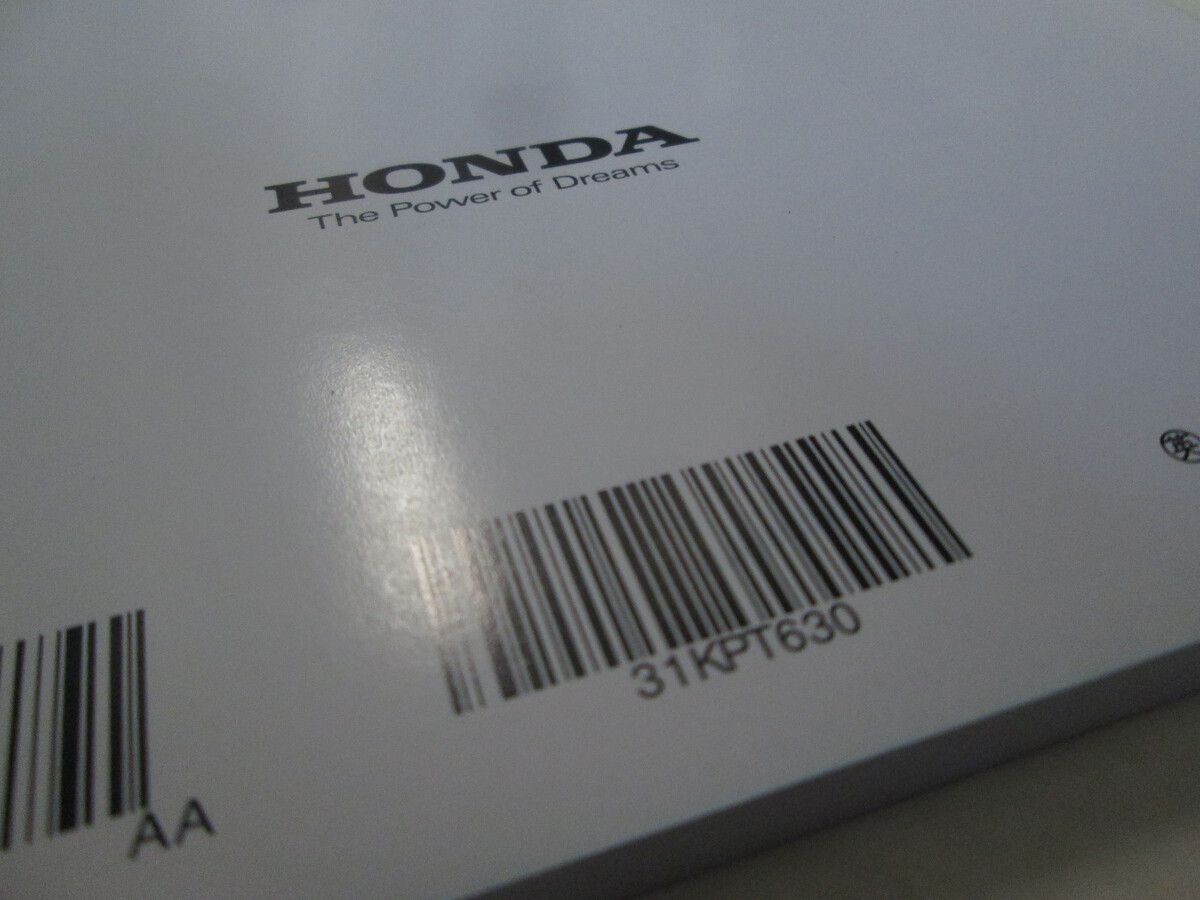 HONDA
The Power of Dreams
31KPT630
AA